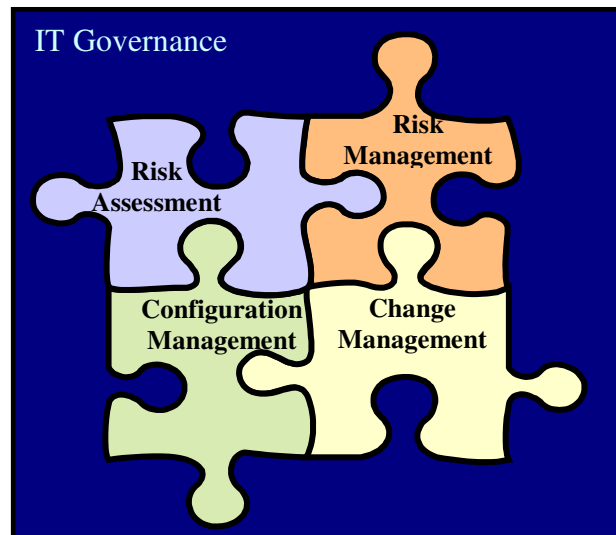 IT Governance
Risk
Management
Risk
Assessment
Configuration
Management
Change
Management